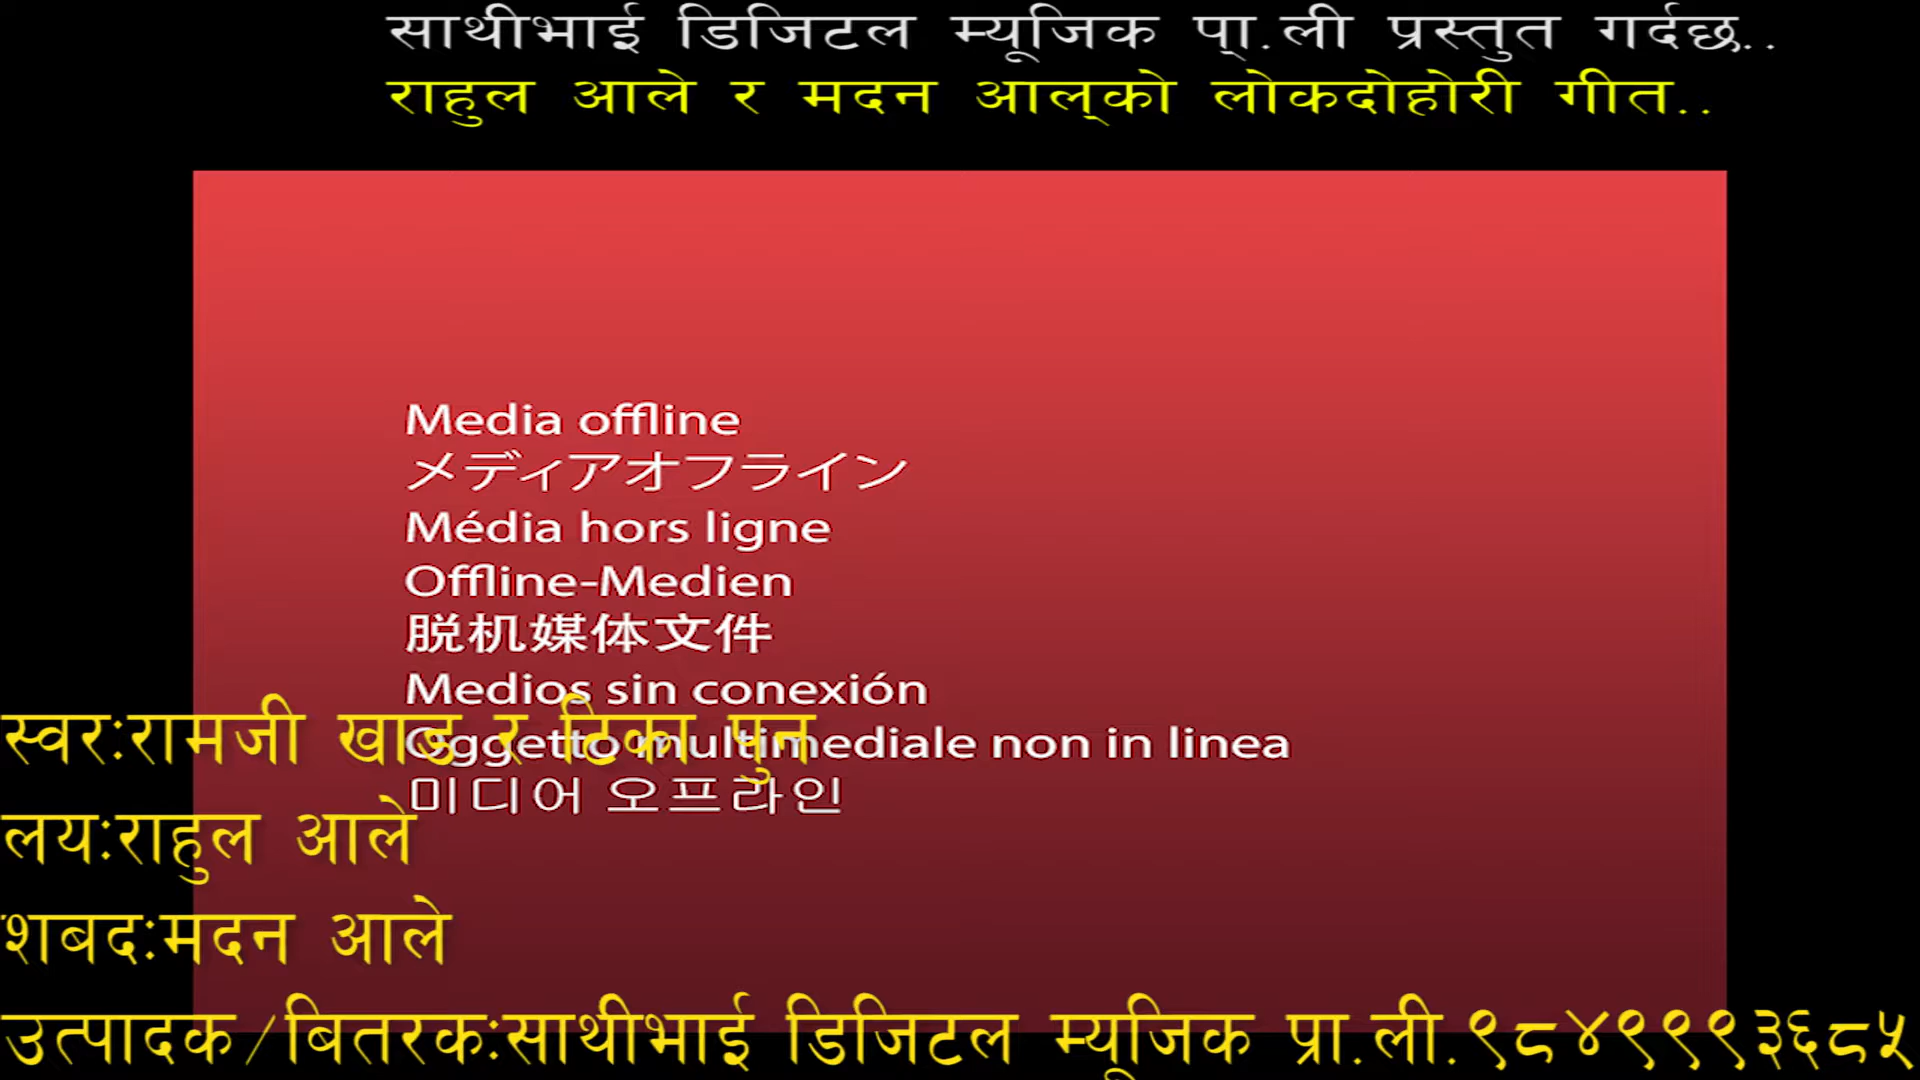 साथीभाई डिजिटल म्यूजिक पा्.ली प्रस्तुत गर्दछ..
राहुल आले र मदन आल्को लोकदोहोरी गीत..
Media offline
メディアオフライン
Média hors ligne
Offline-Medien
脱机媒体文件
Medios sin conexión
स्वरःरामजी खाड र टिका पुन
Oggetto multimediale non in linea
미디어 오프라인
लयःराहुल आले
शबदःमदन आले
उत्पादक/बितरकःसाथीभाई डिजिटल म्यूजिक प्रा.ली.९८४९९९३६८५